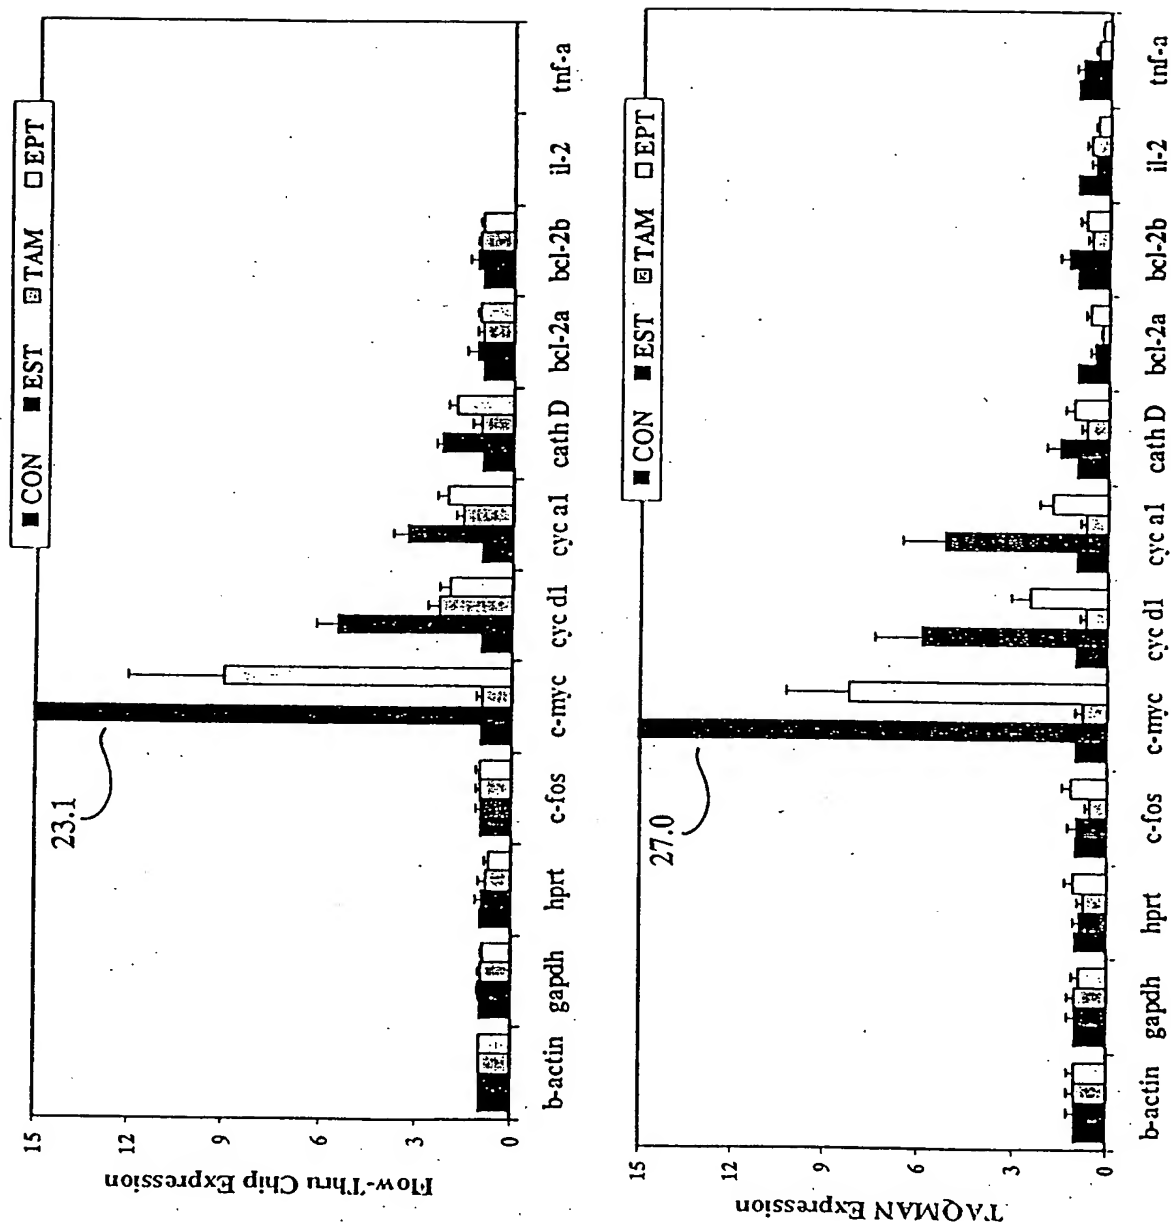 ■ CON ■ EST ▨ TAM □ EPT
Flow-Thru Chip Expression
15
12
9
6
3
0
23.1
b-actin gapdh hprt c-fos c-myc cyc d1 cyc a1 cath D bcl-2a bcl-2b il-2 tnf-a
■ CON ■ EST ▨ TAM □ EPT
TAQMAN Expression
15
12
9
6
3
0
27.0
b-actin gapdh hprt c-fos c-myc cyc d1 cyc a1 cath D bcl-2a bcl-2b il-2 tnf-a